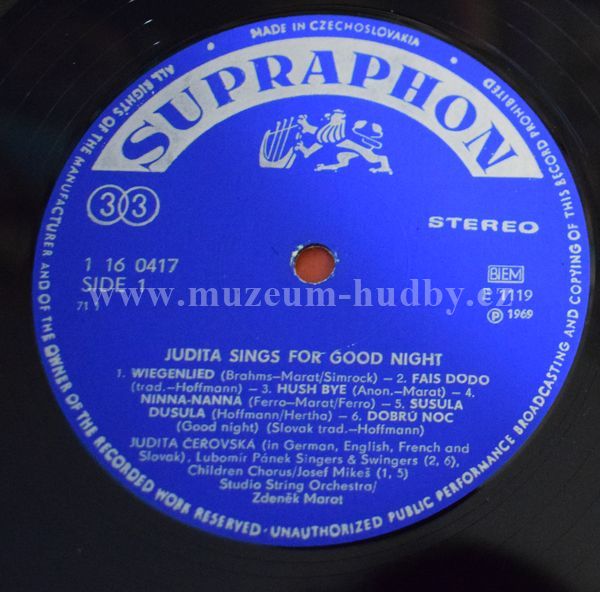 MADE IN CZECHOSLOVAKIA
ALL RIGHTS OF THE MANUFACTURER AND OF THE OWNER OF THE RECORDED WORK RESERVED - UNAUTHORIZED PUBLIC PERFORMANCE BROADCASTING AND COPYING OF THIS RECORD PROHIBITED
SUPRAPHON
33
STEREO
1 16 0417
SIDE 1
71
BIEM
E 1119
℗ 1969
www.muzeum-hudby.cz
JUDITA SINGS FOR GOOD NIGHT
1. WIEGENLIED (Brahms–Marat/Simrock) – 2. FAIS DODO
(trad.–Hoffmann) – 3. HUSH BYE (Anon.–Marat) – 4.
NINNA-NANNA (Ferro–Marat/Ferro) – 5. SUSULA
DUSULA (Hoffmann/Hertha) – 6. DOBRÚ NOC
(Good night) (Slovak trad.–Hoffmann)
JUDITA ČEŘOVSKÁ (in German, English, French and
Slovak), Lubomír Pánek Singers & Swingers (2, 6),
Children Chorus/Josef Mikeš (1, 5)
Studio String Orchestra/
Zdeněk Marat